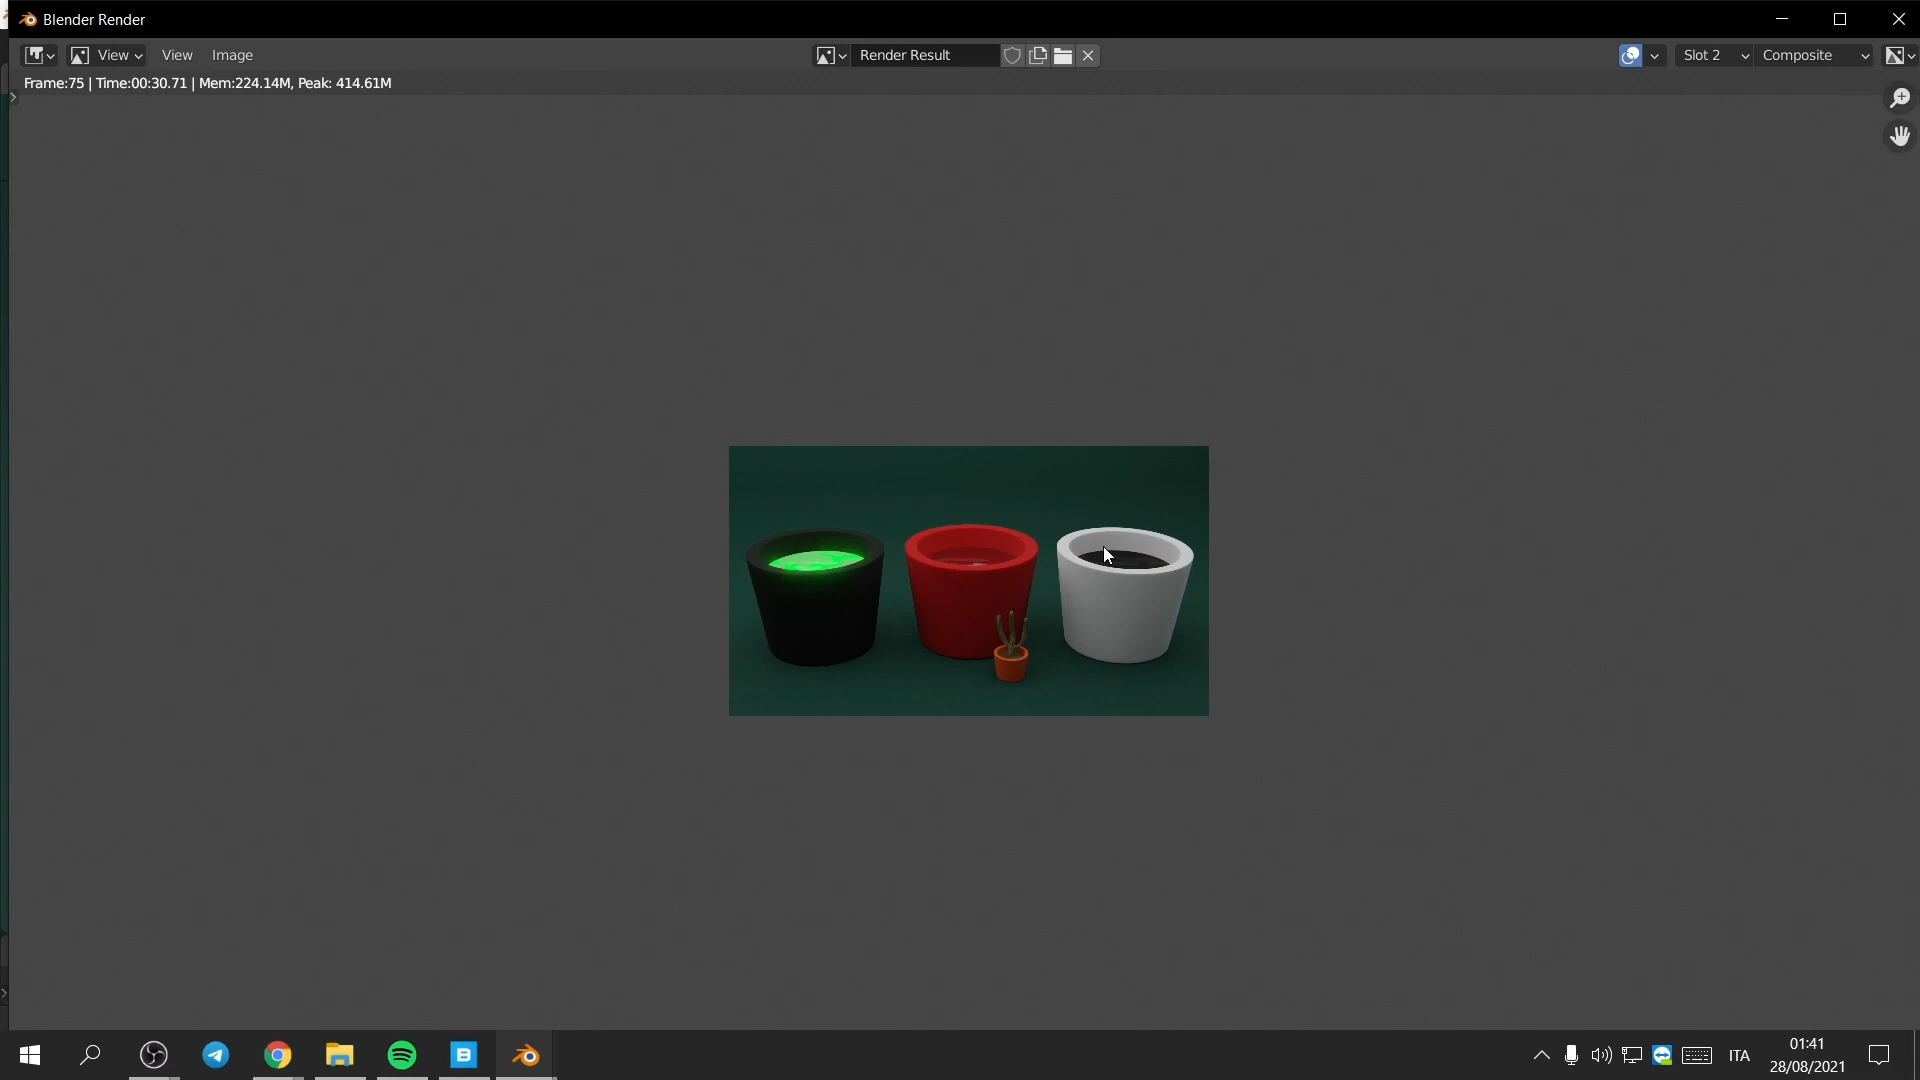 Blender Render
View View Image Render Result Slot 2 Composite
Frame:75 | Time:00:30.71 | Mem:224.14M, Peak: 414.61M
ITA
01:41
28/08/2021